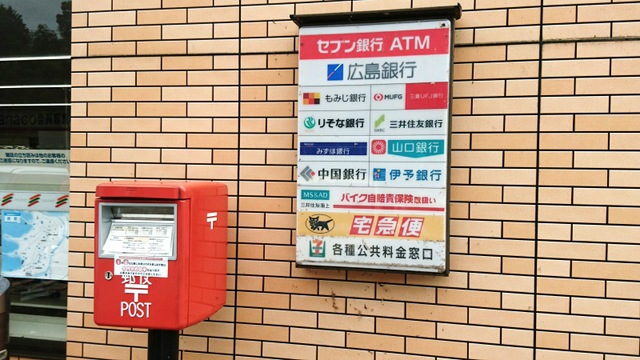 セブン銀行 ATM
広島銀行
もみじ銀行
MUFG 三菱UFJ銀行
りそな銀行
SMBC 三井住友銀行
みずほ銀行
山口銀行
中国銀行
伊予銀行
MS&AD
三井住友海上
バイク自賠責保険取扱い
宅急便
各種公共料金窓口
〒
郵便
〒
POST
nanaco